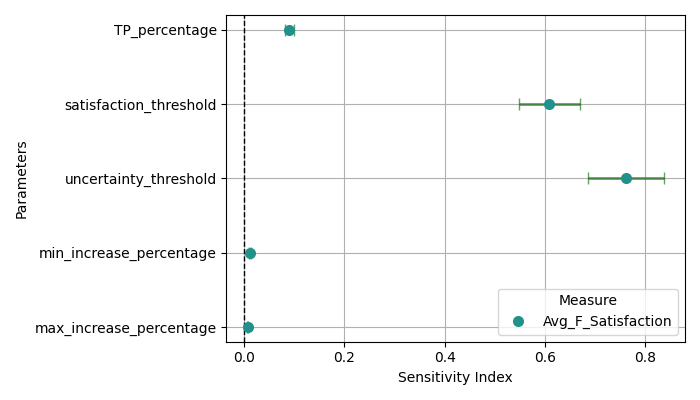 TP_percentage
satisfaction_threshold
uncertainty_threshold
min_increase_percentage
max_increase_percentage
Parameters
Measure
Avg_F_Satisfaction
0.0 0.2 0.4 0.6 0.8
Sensitivity Index